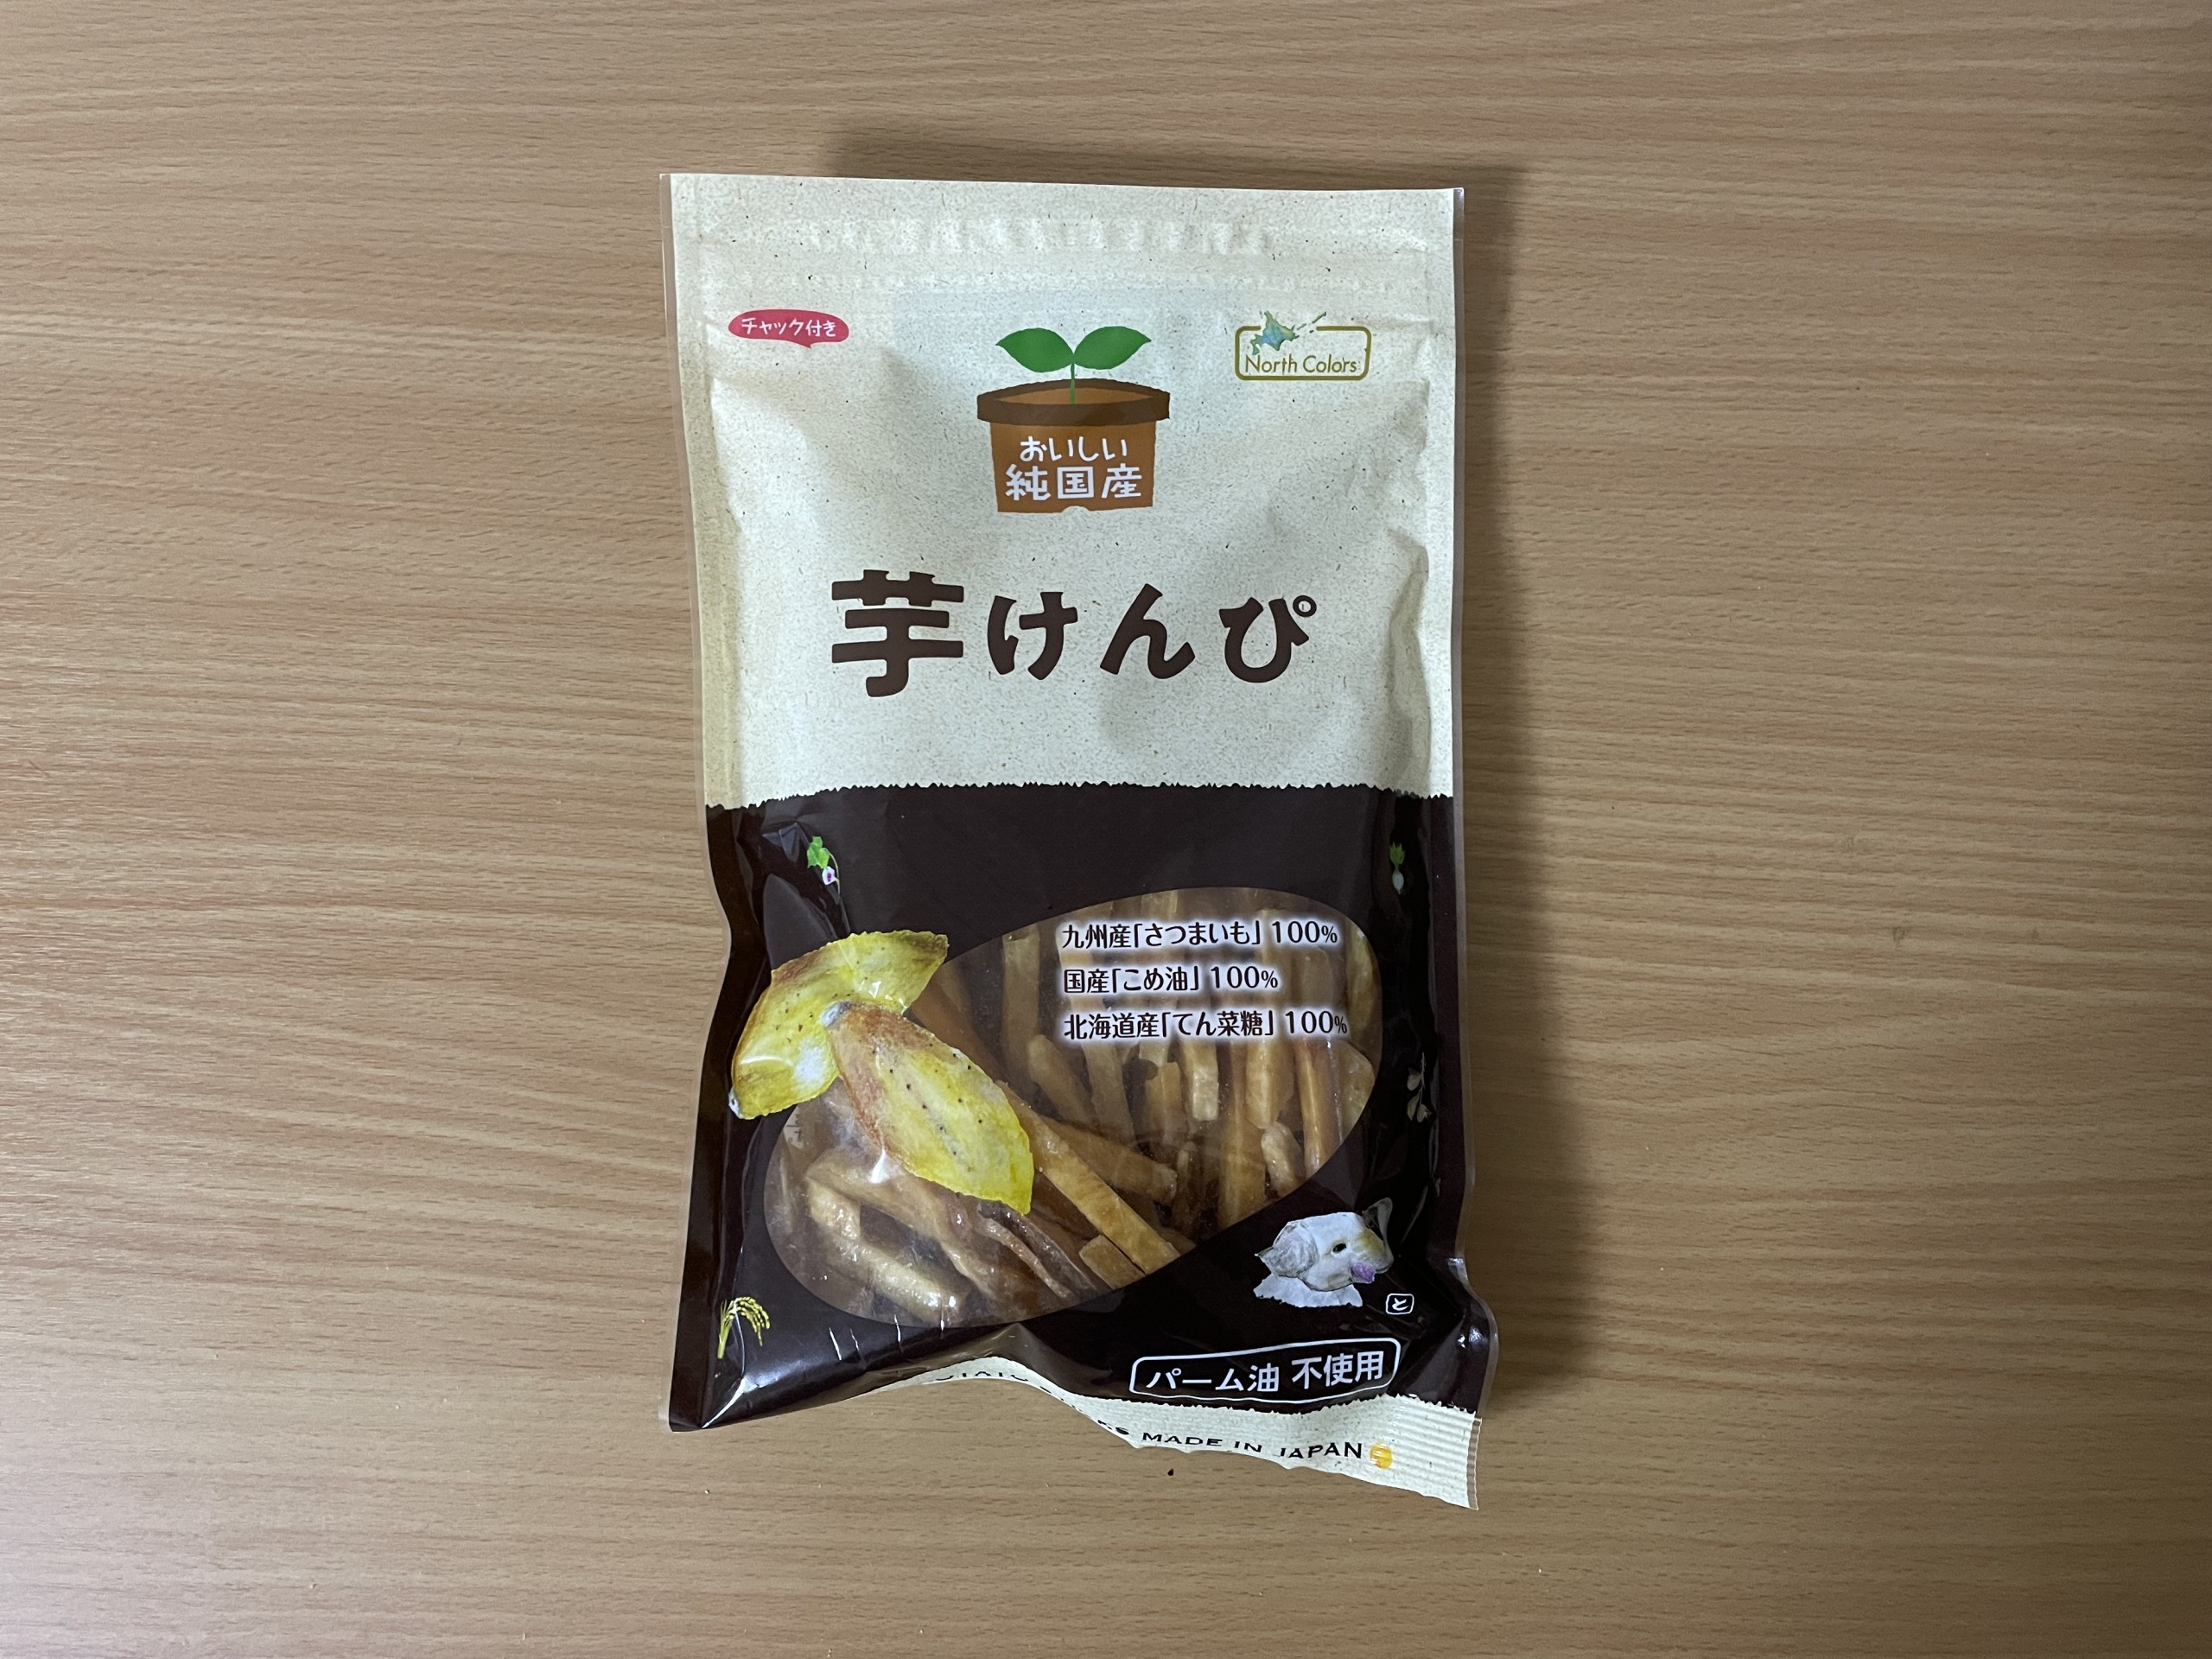 チャック付き
North Colors
おいしい
純国産
芋けんぴ
九州産「さつまいも」100%
国産「こめ油」100%
北海道産「てん菜糖」100%
と
パーム油 不使用
MADE IN JAPAN